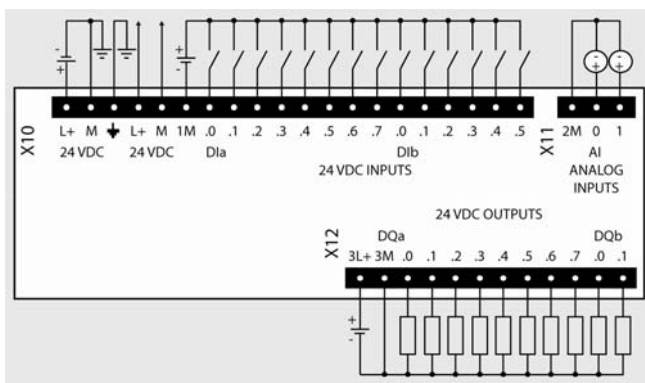 X10
L+ M L+ M 1M .0 .1 .2 .3 .4 .5 .6 .7 .0 .1 .2 .3 .4 .5
24 VDC 24 VDC DIa DIb
24 VDC INPUTS
X11
2M 0 1
AI
ANALOG
INPUTS
24 VDC OUTPUTS
X12
DQa DQb
3L+ 3M .0 .1 .2 .3 .4 .5 .6 .7 .0 .1